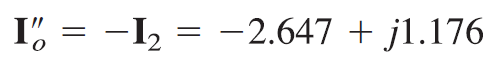 I″ₒ = −I₂ = −2.647 + j1.176